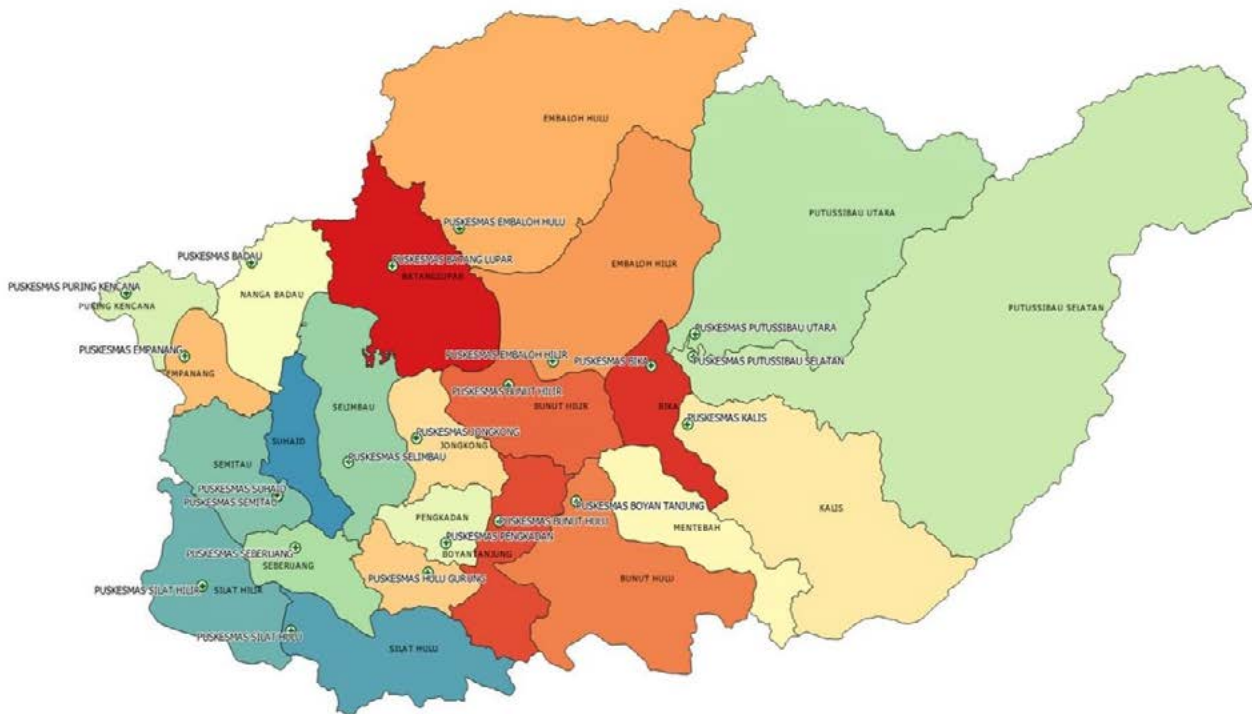 EMBALOH HULU
PUTUSSIBAU UTARA
PUSKESMAS EMBALOH HULU
PUSKESMAS BADAU
PUSKESMAS BATANG LUPAR
EMBALOH HILIR
BATANGLUPAR
PUSKESMAS PURING KENCANA
NANGA BADAU
PURING KENCANA
PUTUSSIBAU SELATAN
PUSKESMAS PUTUSSIBAU UTARA
PUSKESMAS EMPANANG
PUSKESMAS EMBALOH HILIR
PUSKESMAS BIKA
PUSKESMAS PUTUSSIBAU SELATAN
EMPANANG
PUSKESMAS BUNUT HILIR
SELIMBAU
BUNUT HILIR
BIKA
PUSKESMAS KALIS
PUSKESMAS JONGKONG
SUHAID
JONGKONG
SEMITAU
PUSKESMAS SELIMBAU
PUSKESMAS SUHAID
PUSKESMAS SEMITAU
PUSKESMAS BOYAN TANJUNG
KALIS
PENGKADAN
PUSKESMAS BUNUT HULU
MENTEBAH
PUSKESMAS PENGKADAN
PUSKESMAS SEBERUANG
BOYANTANJUNG
SEBERUANG
PUSKESMAS HULU GURUNG
BUNUT HULU
PUSKESMAS SILAT HILIR
SILAT HILIR
PUSKESMAS SILAT HULU
SILAT HULU